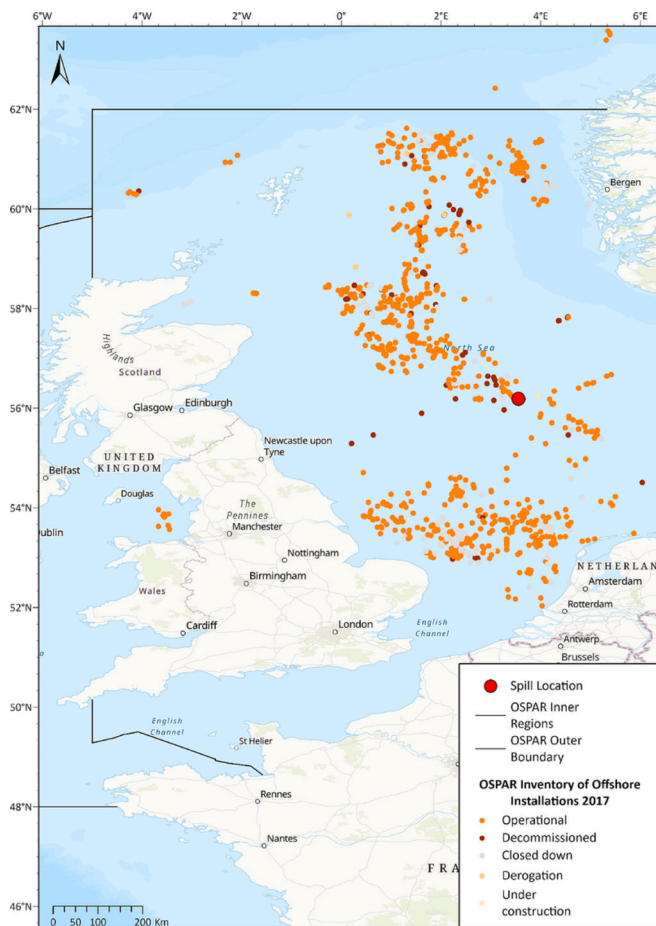 6°W 4°W 2°W 0° 2°E 4°E 6°E
N
62°N
Bergen
60°N
58°N
Highlands
North Sea
Scotland
56°N
Glasgow
Edinburgh
Newcastle upon
Tyne
UNITED
KINGDOM
Belfast
54°N
Douglas
The
Pennines
Dublin
Manchester
Nottingham
NETHERLAN
Amsterdam
Wales
Birmingham
52°N
Rotterdam
Cardiff
London
English
Channel
Antwerp
Brussels
50°N
English
Channel
St Helier
48°N
Rennes
Nantes
FRA
46°N
0 50 100 200 Km
Spill Location
OSPAR Inner
Regions
OSPAR Outer
Boundary
OSPAR Inventory of Offshore
Installations 2017
Operational
Decommissioned
Closed down
Derogation
Under
construction